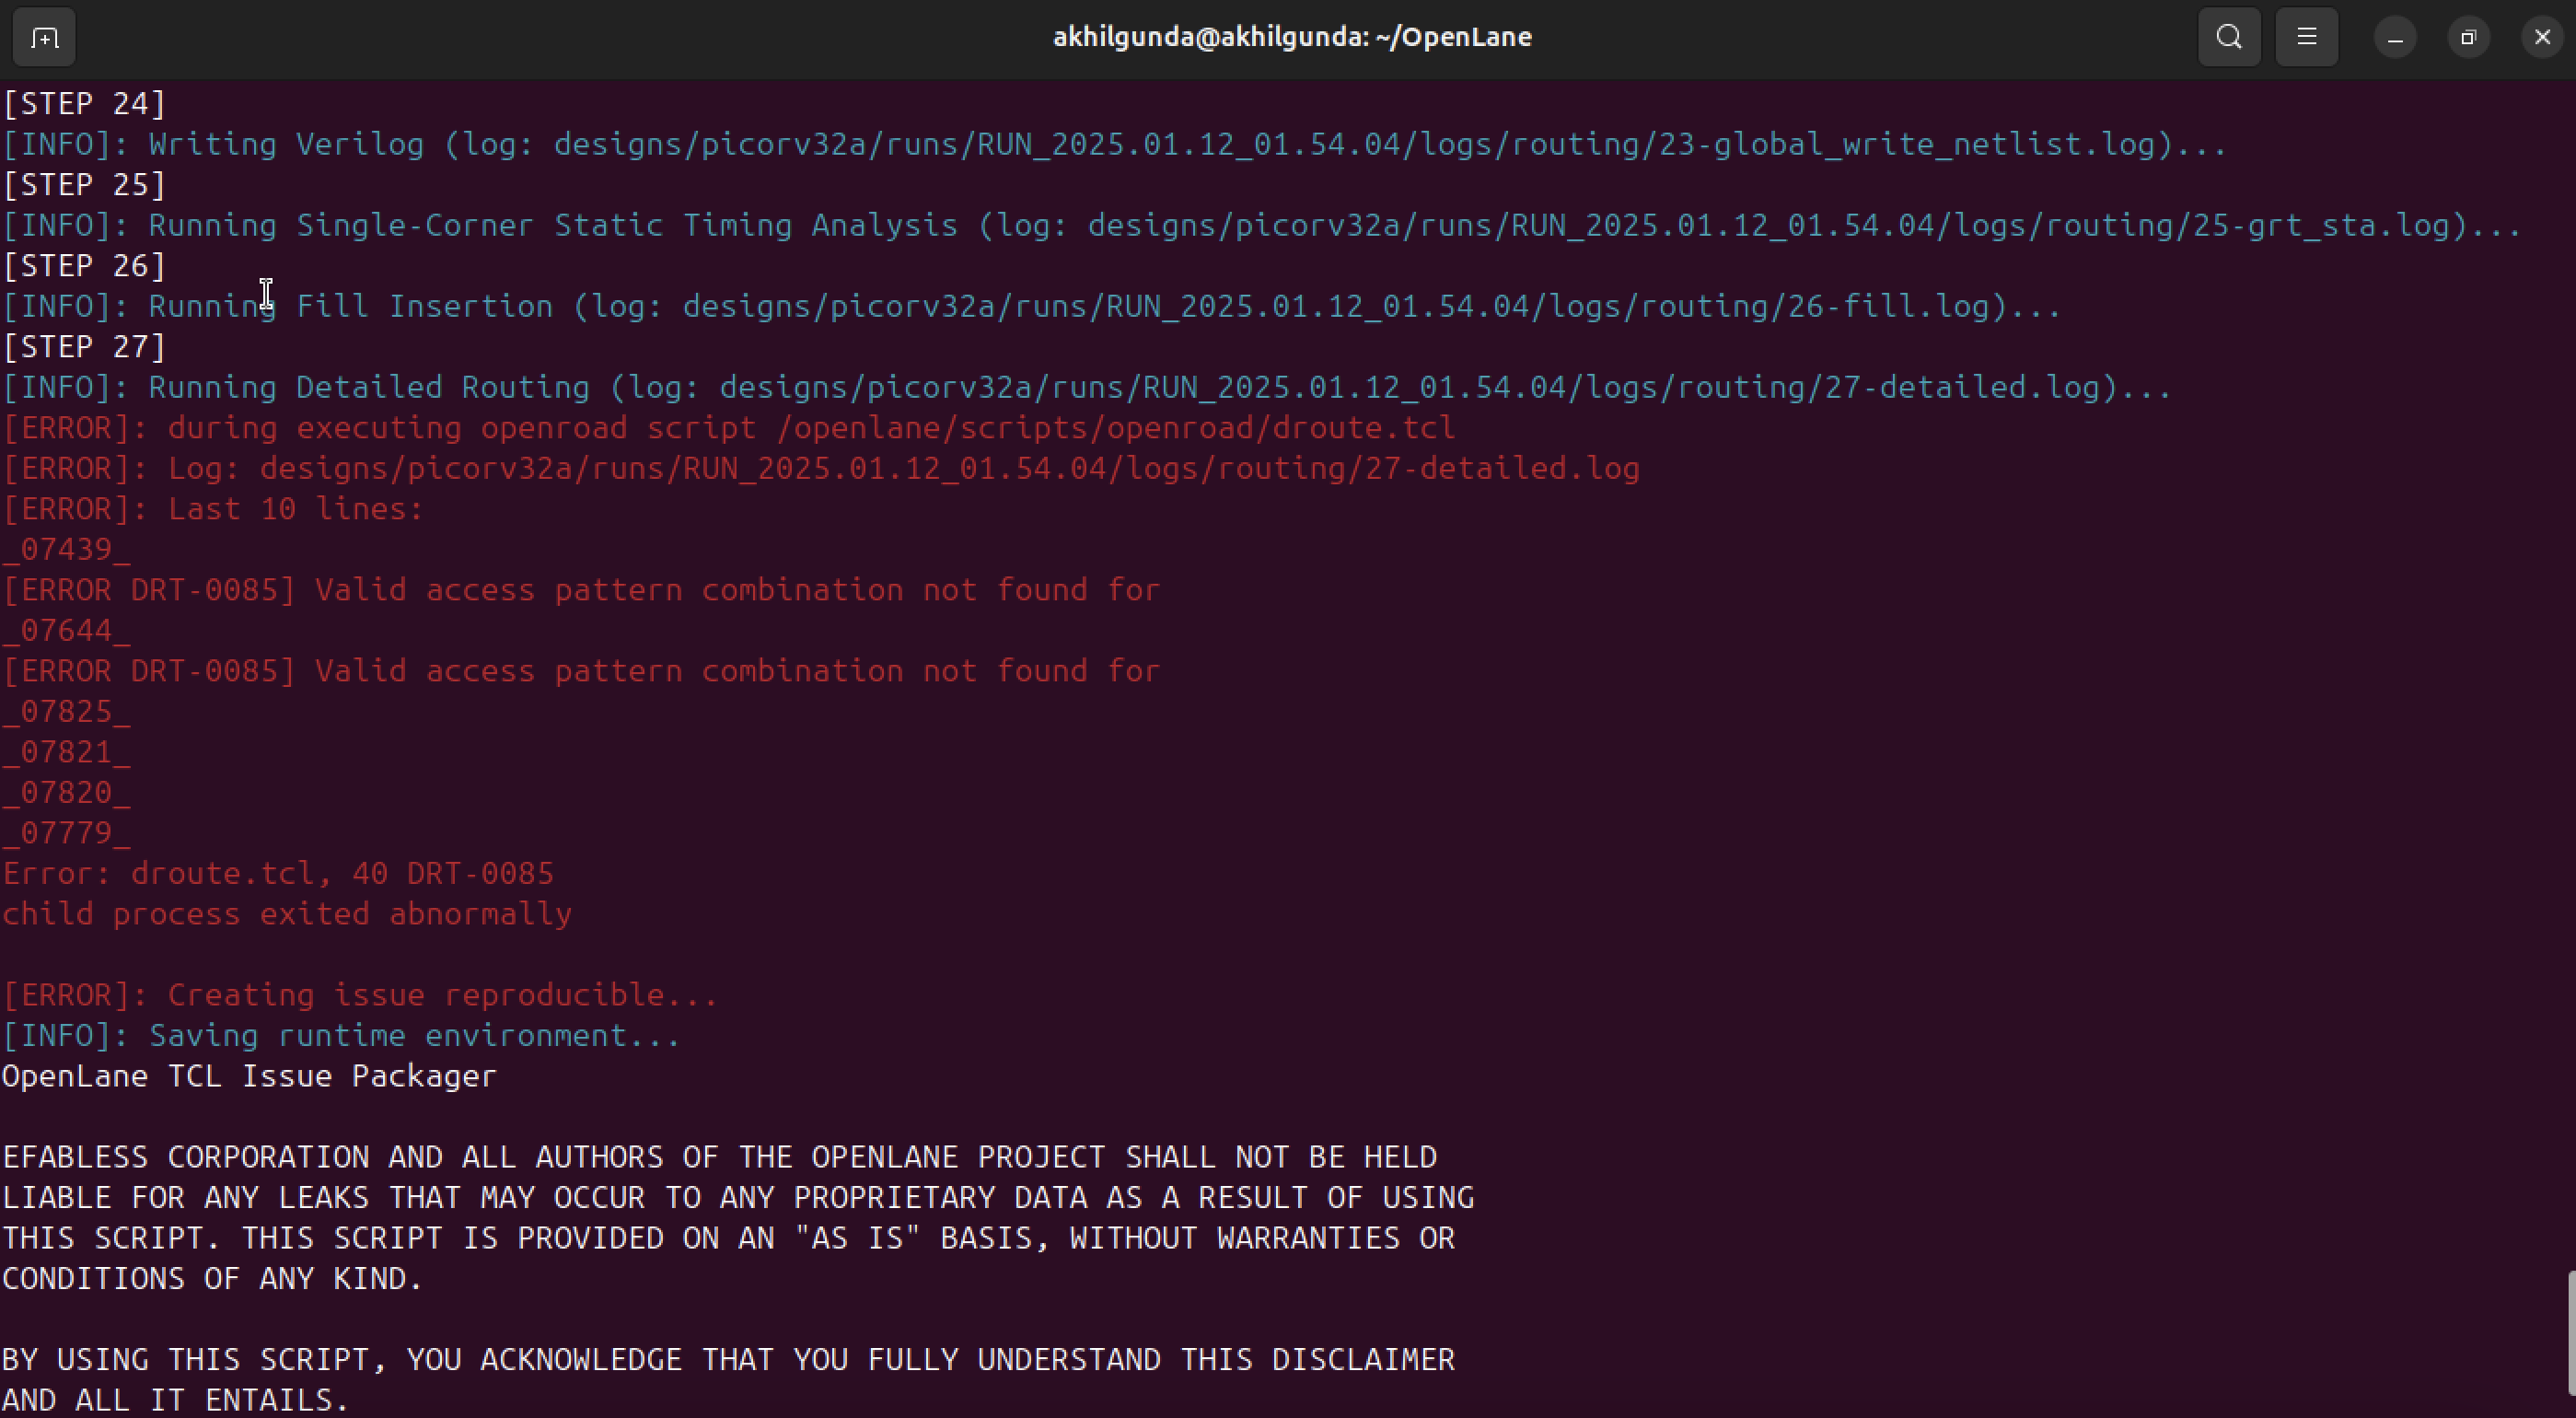 akhilgunda@akhilgunda: ~/OpenLane
[STEP 24]
[INFO]: Writing Verilog (log: designs/picorv32a/runs/RUN_2025.01.12_01.54.04/logs/routing/23-global_write_netlist.log)...
[STEP 25]
[INFO]: Running Single-Corner Static Timing Analysis (log: designs/picorv32a/runs/RUN_2025.01.12_01.54.04/logs/routing/25-grt_sta.log)...
[STEP 26]
[INFO]: Running Fill Insertion (log: designs/picorv32a/runs/RUN_2025.01.12_01.54.04/logs/routing/26-fill.log)...
[STEP 27]
[INFO]: Running Detailed Routing (log: designs/picorv32a/runs/RUN_2025.01.12_01.54.04/logs/routing/27-detailed.log)...
[ERROR]: during executing openroad script /openlane/scripts/openroad/droute.tcl
[ERROR]: Log: designs/picorv32a/runs/RUN_2025.01.12_01.54.04/logs/routing/27-detailed.log
[ERROR]: Last 10 lines:
_07439_
[ERROR DRT-0085] Valid access pattern combination not found for
_07644_
[ERROR DRT-0085] Valid access pattern combination not found for
_07825_
_07821_
_07820_
_07779_
Error: droute.tcl, 40 DRT-0085
child process exited abnormally
[ERROR]: Creating issue reproducible...
[INFO]: Saving runtime environment...
OpenLane TCL Issue Packager
EFABLESS CORPORATION AND ALL AUTHORS OF THE OPENLANE PROJECT SHALL NOT BE HELD
LIABLE FOR ANY LEAKS THAT MAY OCCUR TO ANY PROPRIETARY DATA AS A RESULT OF USING
THIS SCRIPT. THIS SCRIPT IS PROVIDED ON AN "AS IS" BASIS, WITHOUT WARRANTIES OR
CONDITIONS OF ANY KIND.
BY USING THIS SCRIPT, YOU ACKNOWLEDGE THAT YOU FULLY UNDERSTAND THIS DISCLAIMER
AND ALL IT ENTAILS.